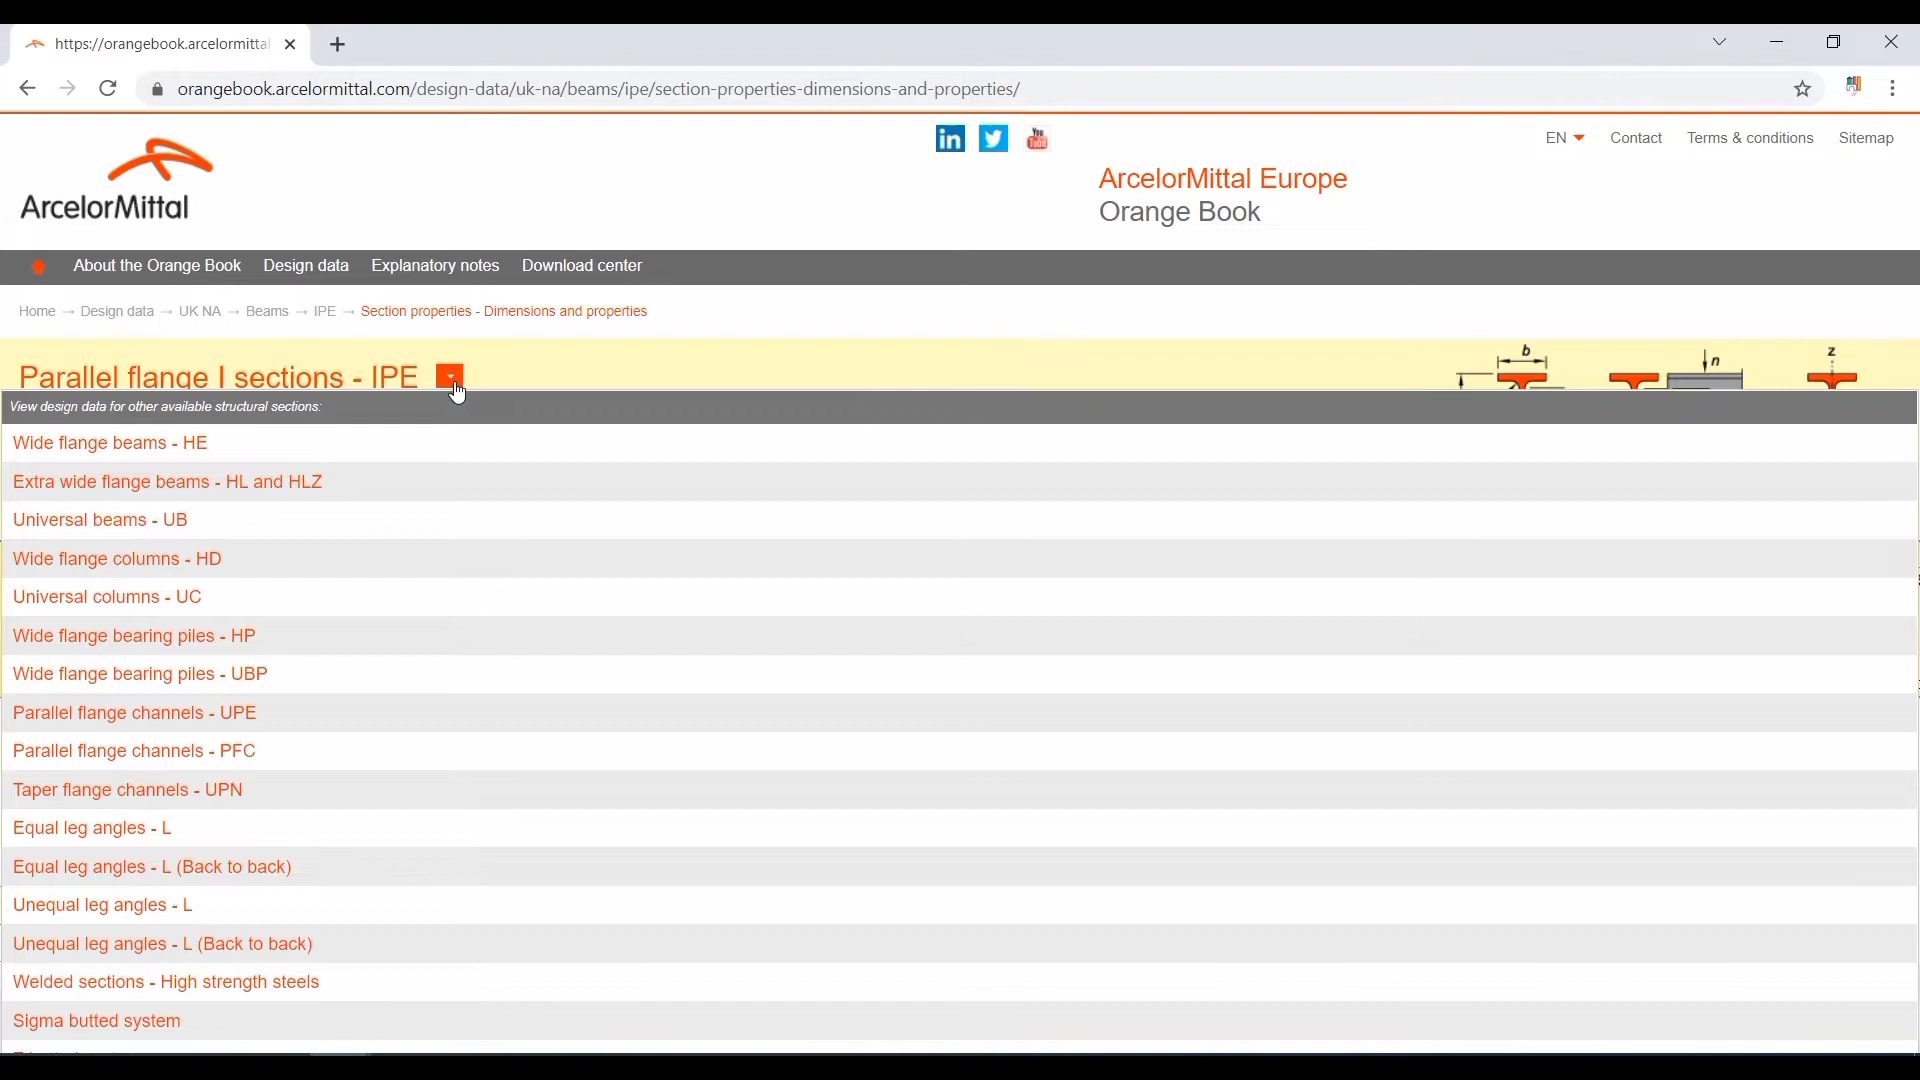 https://orangebook.arcelormittal
orangebook.arcelormittal.com/design-data/uk-na/beams/ipe/section-properties-dimensions-and-properties/
in
You Tube
EN
Contact
Terms & conditions
Sitemap
ArcelorMittal
ArcelorMittal Europe
Orange Book
About the Orange Book
Design data
Explanatory notes
Download center
Home → Design data → UK NA → Beams → IPE → Section properties - Dimensions and properties
Parallel flange I sections - IPE
b
n
z
View design data for other available structural sections:
Wide flange beams - HE
Extra wide flange beams - HL and HLZ
Universal beams - UB
Wide flange columns - HD
Universal columns - UC
Wide flange bearing piles - HP
Wide flange bearing piles - UBP
Parallel flange channels - UPE
Parallel flange channels - PFC
Taper flange channels - UPN
Equal leg angles - L
Equal leg angles - L (Back to back)
Unequal leg angles - L
Unequal leg angles - L (Back to back)
Welded sections - High strength steels
Sigma butted system